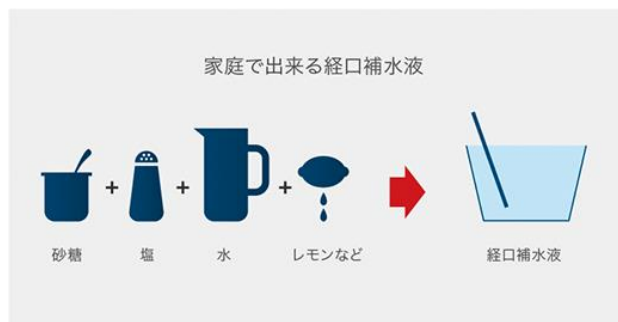 家庭で出来る経口補水液
+ + +
砂糖 塩 水 レモンなど 経口補水液